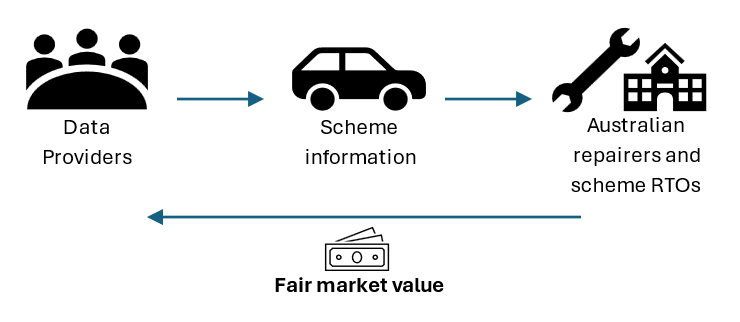 Data
Providers
Scheme
information
Australian
repairers and
scheme RTOs
Fair market value